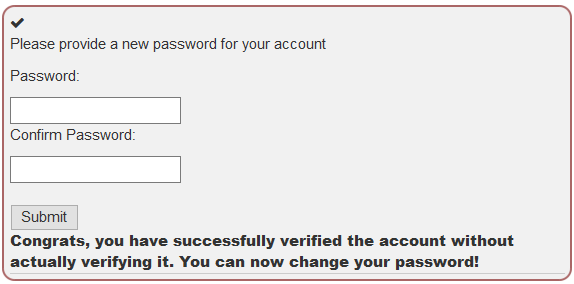 Please provide a new password for your account
Password:
Confirm Password:
Submit
Congrats, you have successfully verified the account without
actually verifying it. You can now change your password!